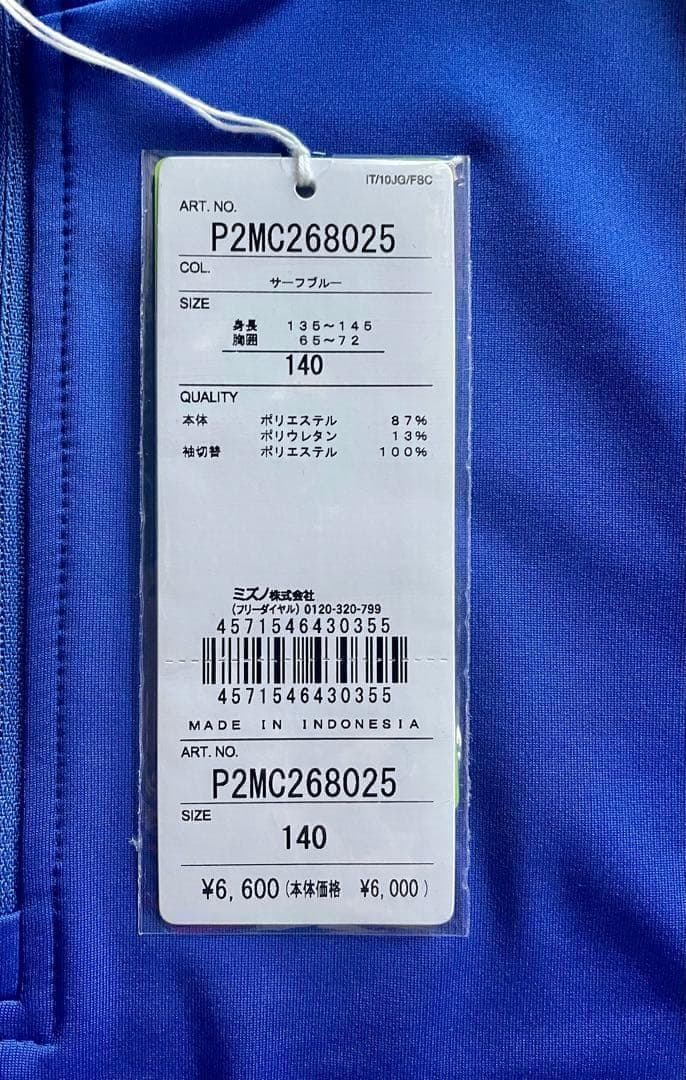 IT/10JG/F8C
ART. NO.
P2MC268025
COL.
サーフブルー
SIZE
身長 135～145
胸囲 65～72
140
QUALITY
本体 ポリエステル 87%
ポリウレタン 13%
袖切替 ポリエステル 100%
ミズノ株式会社
(フリーダイヤル) 0120-320-799
4571546430355
4571546430355
MADE IN INDONESIA
ART. NO.
P2MC268025
SIZE
140
¥6,600(本体価格 ¥6,000)